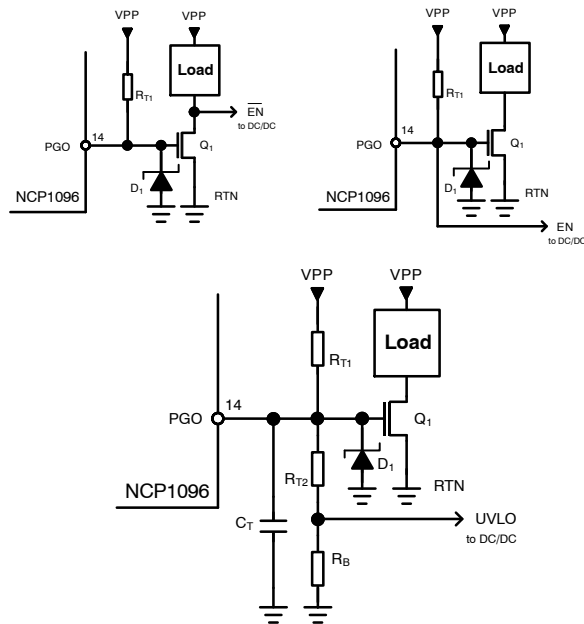 VPP VPP
Load
RT1
EN
to DC/DC
14
PGO
Q1
D1
NCP1096
RTN
VPP VPP
Load
RT1
14
PGO
Q1
D1
NCP1096
RTN
EN
to DC/DC
VPP VPP
Load
RT1
14
PGO
Q1
D1
RT2
NCP1096
RTN
UVLO
to DC/DC
CT
RB